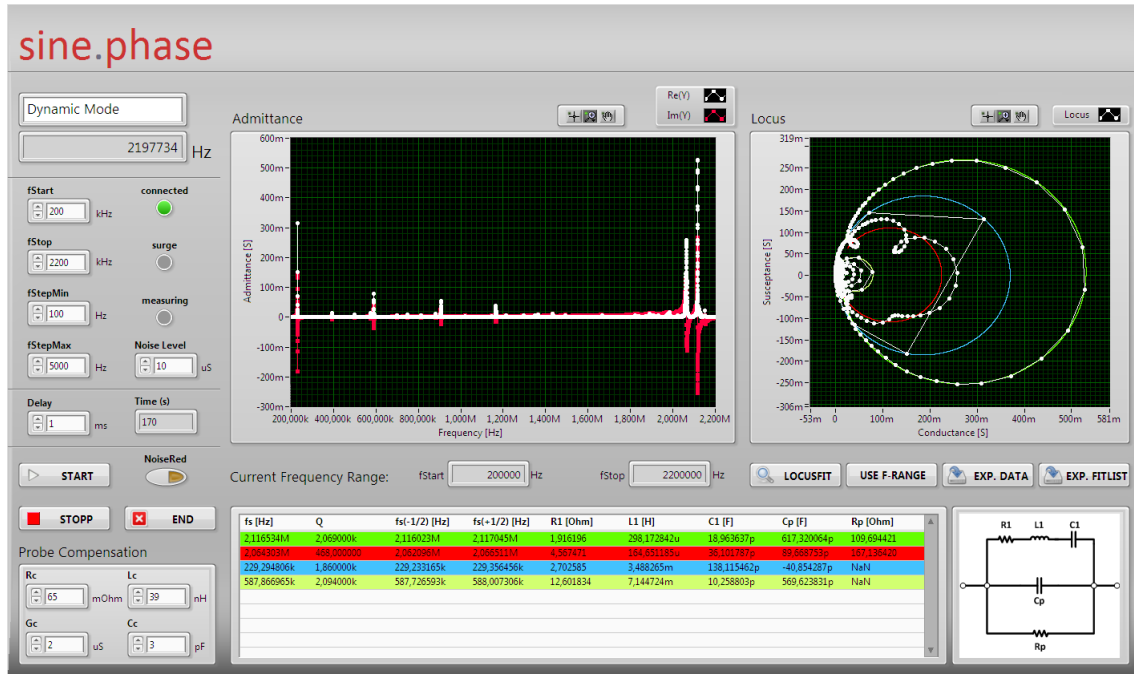 sine.phase
Dynamic Mode
2197734 Hz
fStart connected
200 kHz
fStop surge
2200 kHz
fStepMin measuring
100 Hz
fStepMax Noise Level
5000 Hz 10 uS
Delay Time (s)
1 ms 170
NoiseRed
START
STOPP END
Probe Compensation
Rc Lc
65 mOhm 39 nH
Gc Cc
2 uS 3 pF
Admittance
Re(Y)
Im(Y)
Admittance [S]
600m
500m
400m
300m
200m
100m
0
-100m
-200m
-300m
200,000k 400,000k 600,000k 800,000k 1,000M 1,200M 1,400M 1,600M 1,800M 2,000M 2,200M
Frequency [Hz]
Locus
Locus
Susceptance [S]
319m
250m
200m
150m
100m
50m
0
-50m
-100m
-150m
-200m
-250m
-306m
-53m 0 100m 200m 300m 400m 500m 581m
Conductance [S]
Current Frequency Range: fStart 200000 Hz fStop 2200000 Hz
LOCUSFIT USE F-RANGE EXP. DATA EXP. FITLIST
fs [Hz] Q fs(-1/2) [Hz] fs(+1/2) [Hz] R1 [Ohm] L1 [H] C1 [F] Cp [F] Rp [Ohm]
2,116534M 2,069000k 2,116023M 2,117045M 1,916196 298,172842u 18,963637p 617,320064p 109,694421
2,064303M 468,000000 2,062096M 2,066511M 4,567471 164,651185u 36,101787p 89,668753p 167,136420
229,294806k 1,860000k 229,233165k 229,356456k 2,702585 3,488265m 138,115462p -40,854287p NaN
587,866965k 2,094000k 587,726593k 588,007306k 12,601834 7,144724m 10,258803p 569,623831p NaN
R1 L1 C1
Cp
Rp